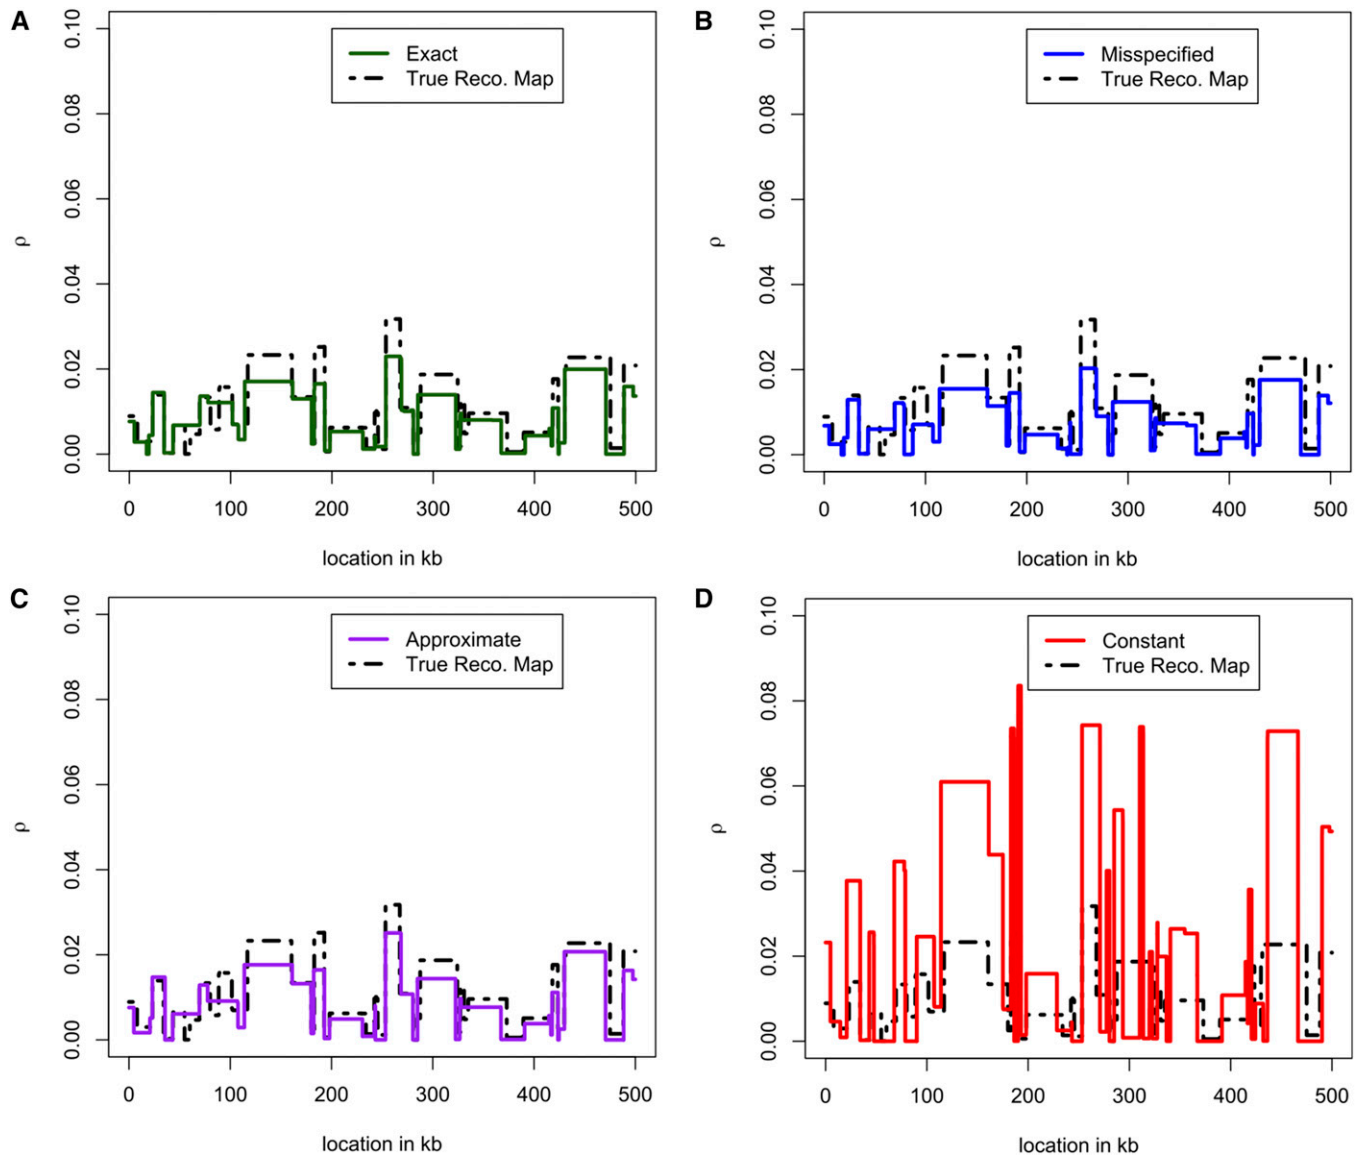 A
Exact
True Reco. Map
0.00 0.02 0.04 0.06 0.08 0.10
ρ
0 100 200 300 400 500
location in kb
B
Misspecified
True Reco. Map
0.00 0.02 0.04 0.06 0.08 0.10
ρ
0 100 200 300 400 500
location in kb
C
Approximate
True Reco. Map
0.00 0.02 0.04 0.06 0.08 0.10
ρ
0 100 200 300 400 500
location in kb
D
Constant
True Reco. Map
0.00 0.02 0.04 0.06 0.08 0.10
ρ
0 100 200 300 400 500
location in kb